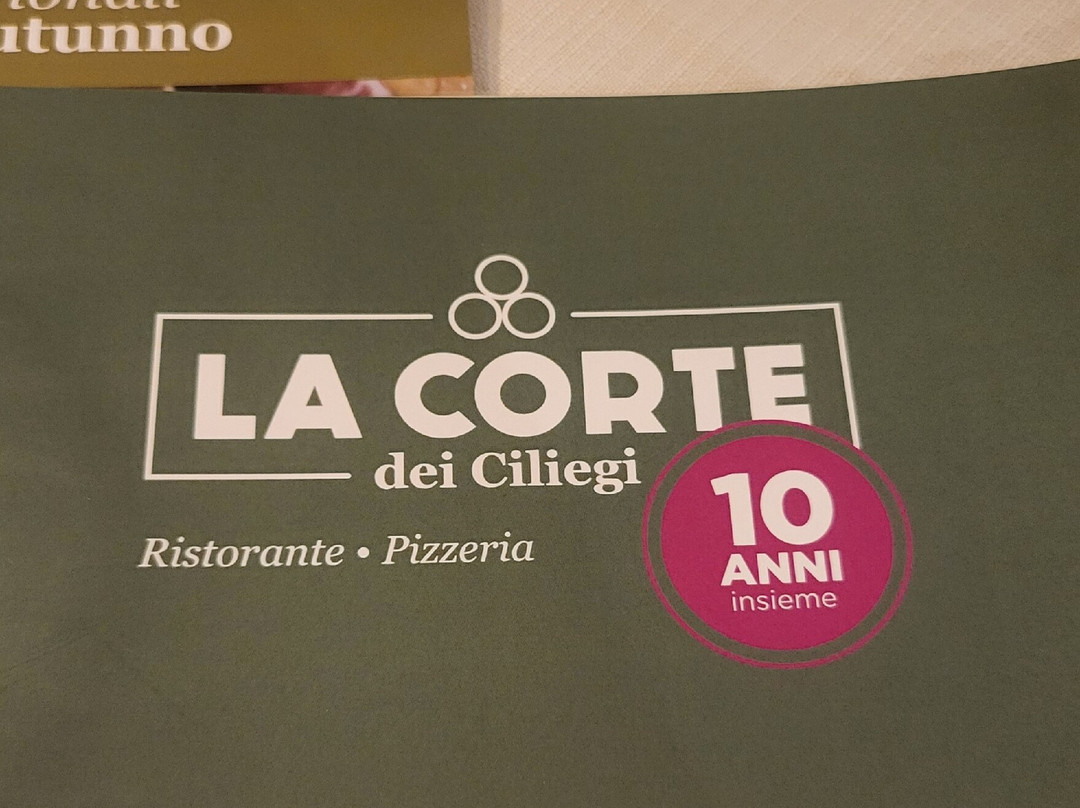 utunno
LA CORTE
dei Ciliegi
Ristorante • Pizzeria
10
ANNI
insieme